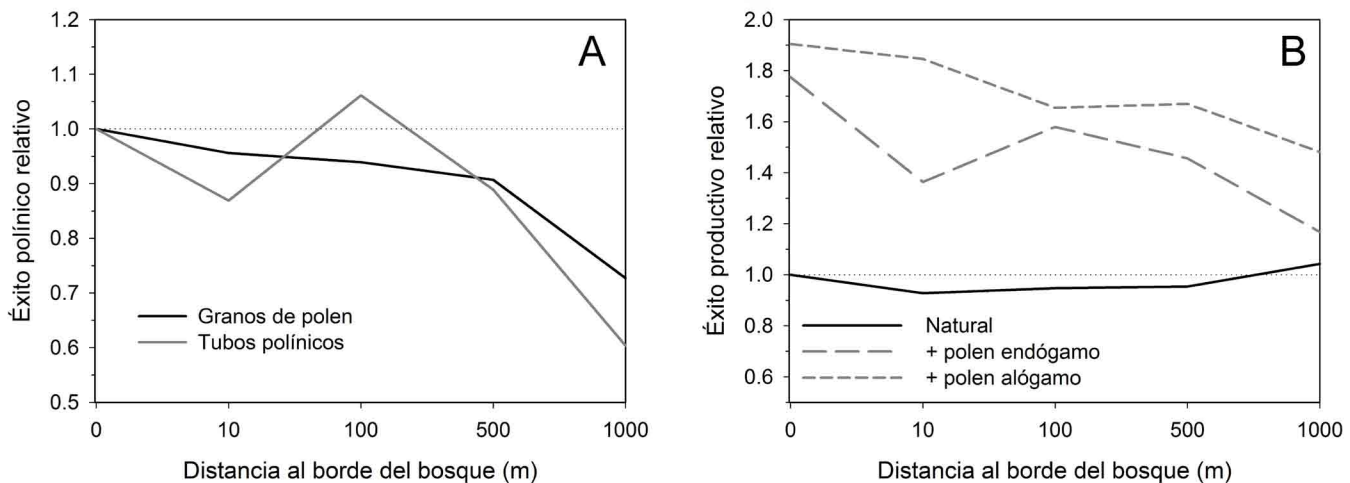 A
Éxito polínico relativo
1.2
1.1
1.0
0.9
0.8
0.7
0.6
0.5
Granos de polen
Tubos polínicos
0 10 100 500 1000
Distancia al borde del bosque (m)
B
Éxito productivo relativo
2.0
1.8
1.6
1.4
1.2
1.0
0.8
0.6
Natural
+ polen endógamo
+ polen alógamo
0 10 100 500 1000
Distancia al borde del bosque (m)